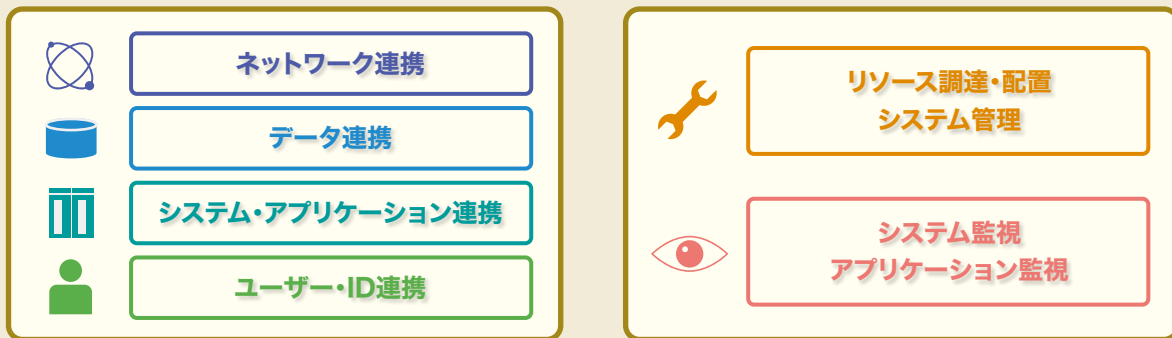 ネットワーク連携
データ連携
システム・アプリケーション連携
ユーザー・ID連携
リソース調達・配置
システム管理
システム監視
アプリケーション監視